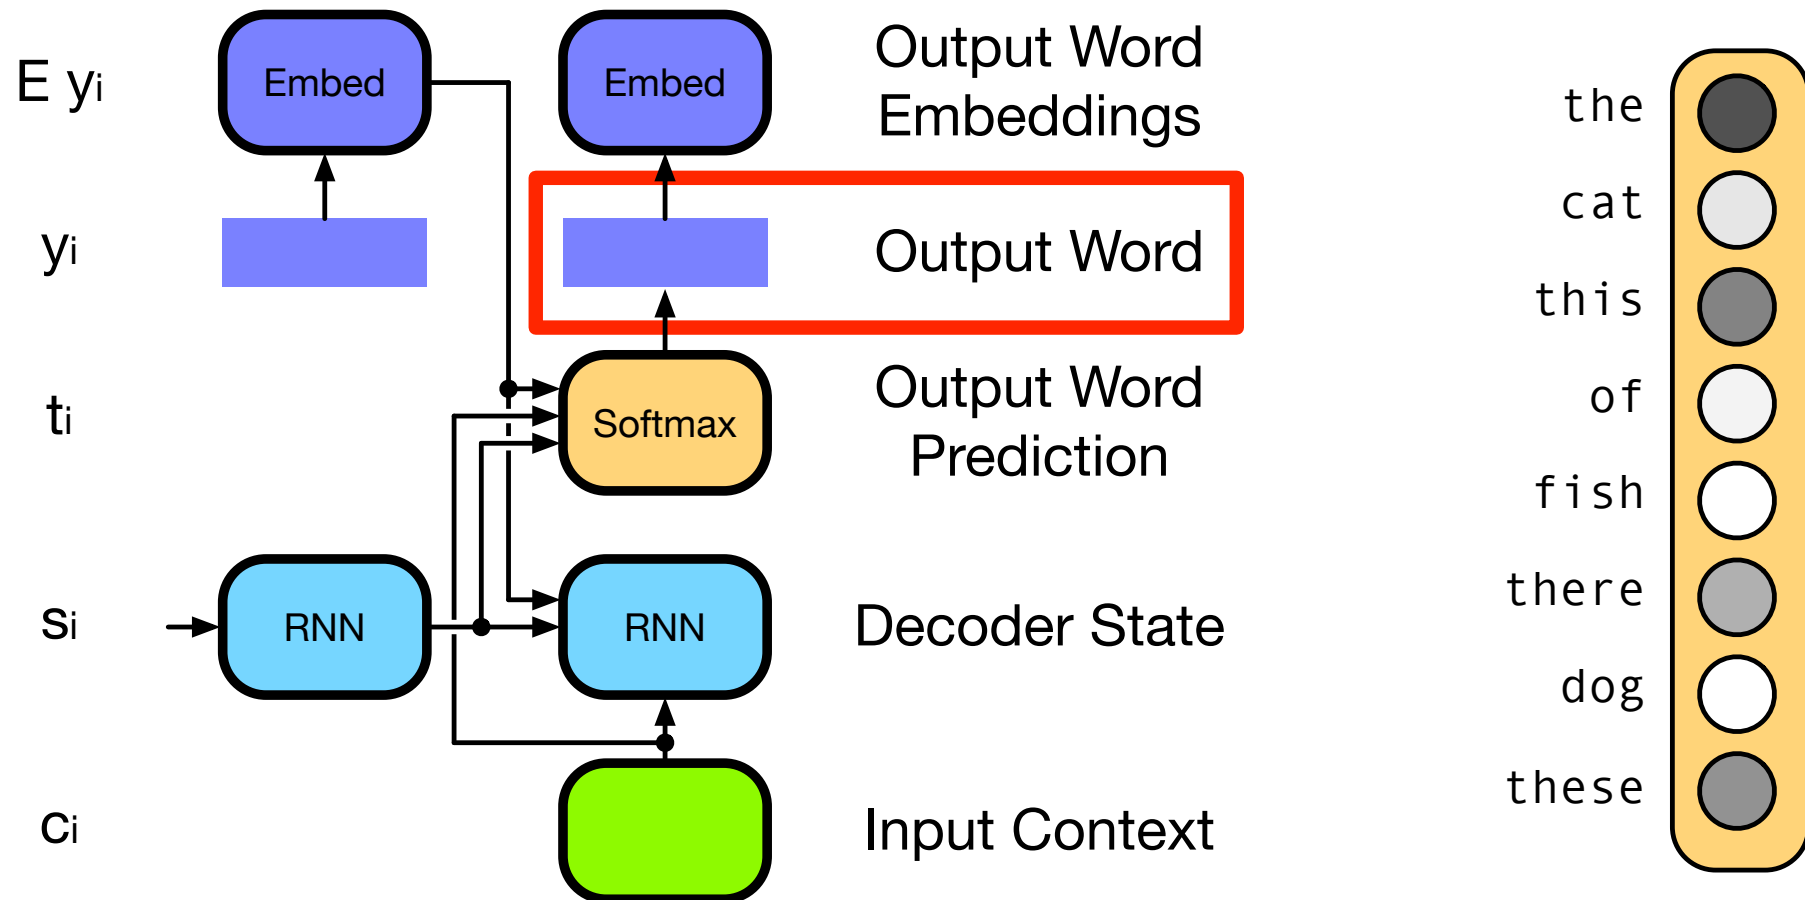 E yi
Embed
Embed
Output Word
Embeddings
yi
Output Word
ti
Softmax
Output Word
Prediction
si
RNN
RNN
Decoder State
ci
Input Context
the
cat
this
of
fish
there
dog
these